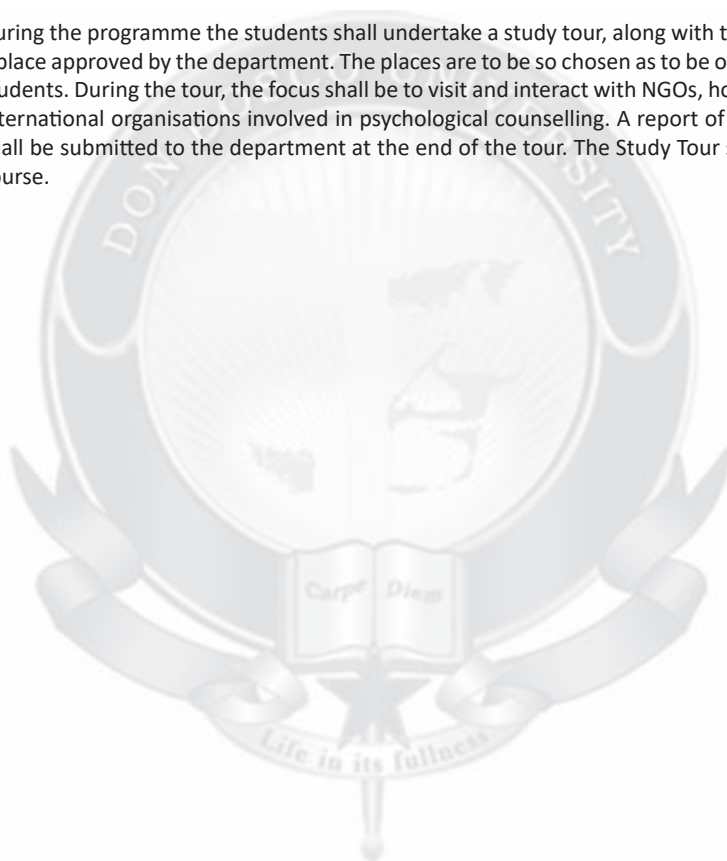 uring the programme the students shall undertake a study tour, along with t
place approved by the department. The places are to be so chosen as to be o
udents. During the tour, the focus shall be to visit and interact with NGOs, ho
ternational organisations involved in psychological counselling. A report of
all be submitted to the department at the end of the tour. The Study Tour s
ourse.
DON BOSCO UNIVERSITY
Carpe Diem
Life in its fullness